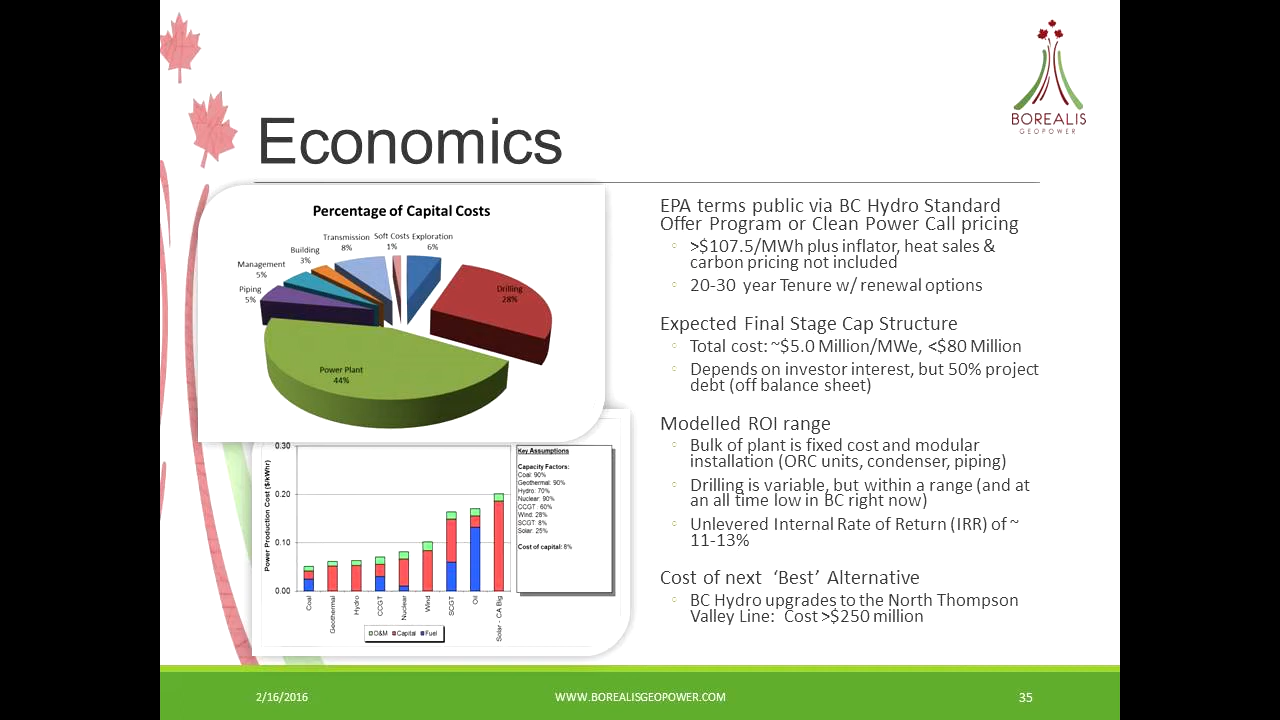 BOREALIS
GEOPOWER
Economics
Percentage of Capital Costs
Transmission
8%
Soft Costs
1%
Exploration
6%
Building
3%
Management
5%
Piping
5%
Drilling
28%
Power Plant
44%
Power Production Cost ($/kWhr)
0.30
0.20
0.10
0.00
Coal
Geothermal
Hydro
CCGT
Nuclear
Wind
SCGT
Oil
Solar - CA Big
O&M Capital Fuel
Key Assumptions
Capacity Factors:
Coal: 90%
Geothermal: 90%
Hydro: 70%
Nuclear: 90%
CCGT: 60%
Wind: 28%
SCGT: 8%
Solar: 25%
Cost of capital: 8%
EPA terms public via BC Hydro Standard
Offer Program or Clean Power Call pricing
◦ >$107.5/MWh plus inflator, heat sales &
carbon pricing not included
◦ 20-30 year Tenure w/ renewal options
Expected Final Stage Cap Structure
◦ Total cost: ~$5.0 Million/MWe, <$80 Million
◦ Depends on investor interest, but 50% project
debt (off balance sheet)
Modelled ROI range
◦ Bulk of plant is fixed cost and modular
installation (ORC units, condenser, piping)
◦ Drilling is variable, but within a range (and at
an all time low in BC right now)
◦ Unlevered Internal Rate of Return (IRR) of ~
11-13%
Cost of next ‘Best’ Alternative
◦ BC Hydro upgrades to the North Thompson
Valley Line: Cost >$250 million
2/16/2016
WWW.BOREALISGEOPOWER.COM
35